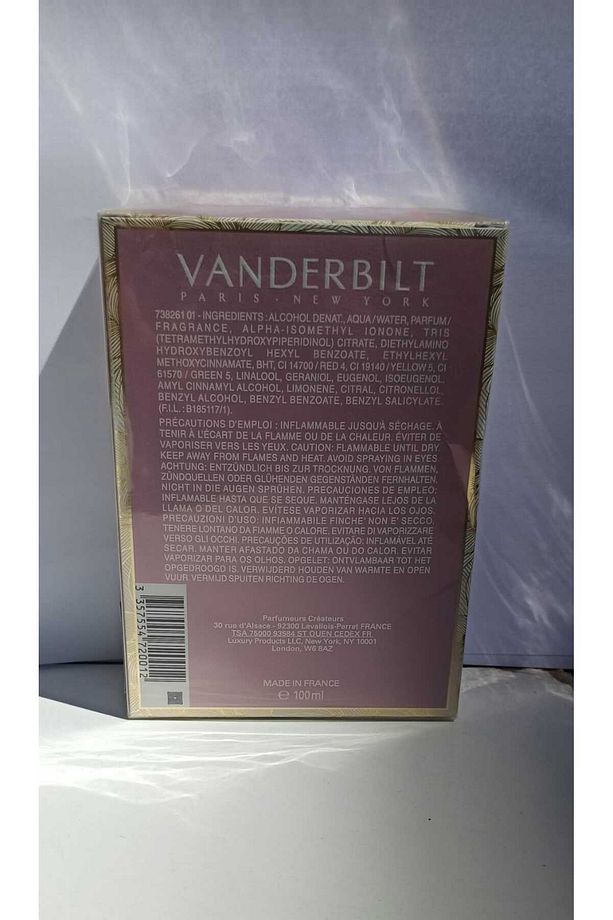 VANDERBILT
PARIS · NEW YORK
73826101 - INGREDIENTS : ALCOHOL DENAT., AQUA / WATER, PARFUM /
FRAGRANCE, ALPHA-ISOMETHYL IONONE, TRIS
(TETRAMETHYLHYDROXYPIPERIDINOL) CITRATE, DIETHYLAMINO
HYDROXYBENZOYL HEXYL BENZOATE, ETHYLHEXYL
METHOXYCINNAMATE, BHT, CI 14700 / RED 4, CI 19140 / YELLOW 5, CI
61570 / GREEN 5, LINALOOL, GERANIOL, EUGENOL, ISOEUGENOL,
AMYL CINNAMYL ALCOHOL, LIMONENE, CITRAL, CITRONELLOL,
BENZYL ALCOHOL, BENZYL BENZOATE, BENZYL SALICYLATE.
(F.I.L.: B185117/1).
PRÉCAUTIONS D'EMPLOI : INFLAMMABLE JUSQU'À SÉCHAGE. À
TENIR À L'ÉCART DE LA FLAMME OU DE LA CHALEUR. ÉVITER DE
VAPORISER VERS LES YEUX. CAUTION: FLAMMABLE UNTIL DRY.
KEEP AWAY FROM FLAMES AND HEAT. AVOID SPRAYING IN EYES
ACHTUNG: ENTZÜNDLICH BIS ZUR TROCKNUNG. VON FLAMMEN,
ZÜNDQUELLEN ODER GLÜHENDEN GEGENSTÄNDEN FERNHALTEN.
NICHT IN DIE AUGEN SPRÜHEN. PRECAUCIONES DE EMPLEO:
INFLAMABLE HASTA QUE SE SEQUE. MANTÉNGASE LEJOS DE LA
LLAMA O DEL CALOR. EVÍTESE VAPORIZAR HACIA LOS OJOS.
PRECAUZIONI D'USO: INFIAMMABILE FINCHE' NON E' SECCO.
TENERE LONTANO DA FIAMME O CALORE. EVITARE DI VAPORIZZARE
VERSO GLI OCCHI. PRECAUÇÕES DE UTILIZAÇÃO: INFLAMÁVEL ATÉ
SECAR. MANTER AFASTADO DA CHAMA OU DO CALOR. EVITAR
VAPORIZAR PARA OS OLHOS. OPGELET: ONTVLAMBAAR TOT HET
OPGEDROOGD IS. VERWIJDERD HOUDEN VAN WARMTE EN OPEN
VUUR. VERMIJD SPUITEN RICHTING DE OGEN.
3 357554 720012
Parfumeurs Créateurs
30 rue d'Alsace - 92300 Levallois-Perret FRANCE
TSA 75000 93584 ST OUEN CEDEX FR
Luxury Products LLC, New York, NY 10001
London, W6 8AZ
MADE IN FRANCE
℮ 100ml